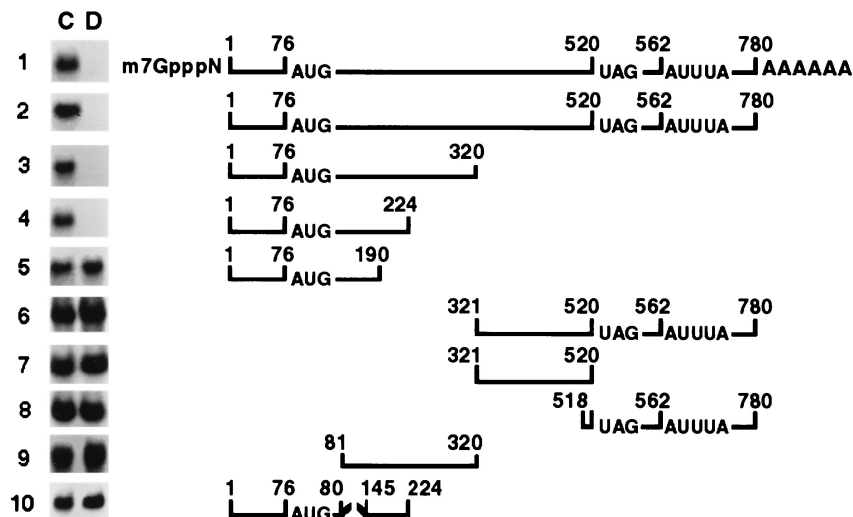 C D
1 m7GpppN 1 76 AUG 520 UAG 562 AUUUA 780 AAAAAA
2 1 76 AUG 520 UAG 562 AUUUA 780
3 1 76 AUG 320
4 1 76 AUG 224
5 1 76 AUG 190
6 321 520 UAG 562 AUUUA 780
7 321 520
8 518 UAG 562 AUUUA 780
9 81 320
10 1 76 AUG 80 145 224